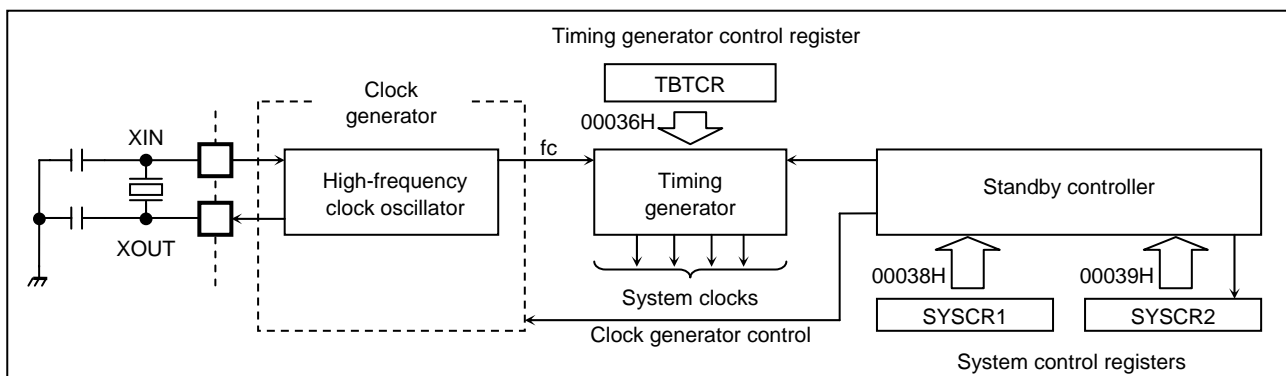 Timing generator control register
TBTCR
00036H
Clock
generator
XIN
XOUT
High-frequency
clock oscillator
fc
Timing
generator
Standby controller
System clocks
Clock generator control
00038H
SYSCR1
00039H
SYSCR2
System control registers